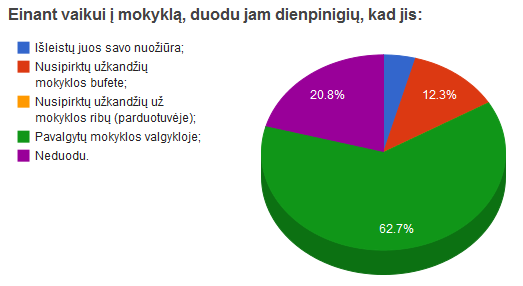 Einant vaikui į mokyklą, duodu jam dienpinigių, kad jis:
Išleistų juos savo nuožiūra;
Nusipirktų užkandžių
mokyklos bufete;
Nusipirktų užkandžių už
mokyklos ribų (parduotuvėje);
Pavalgytų mokyklos valgykloje;
Neduodu.
20.8%
12.3%
62.7%